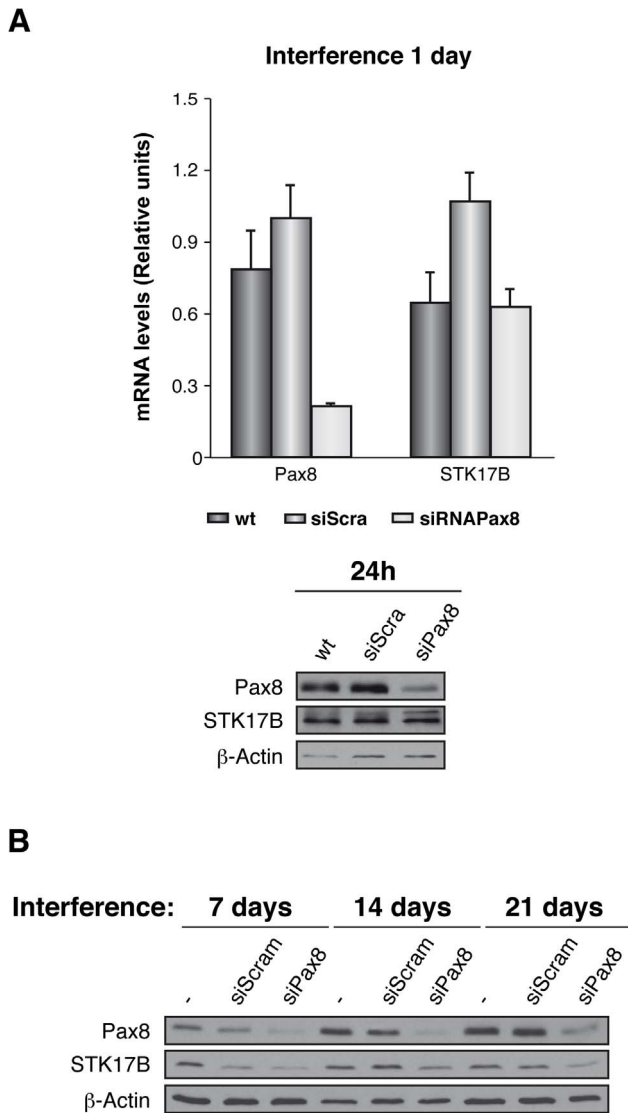 A
Interference 1 day
mRNA levels (Relative units)
1.5
1.2
0.9
0.6
0.3
0
Pax8 STK17B
wt siScra siRNAPax8
24h
wt siScra siPax8
Pax8
STK17B
β-Actin
B
Interference: 7 days 14 days 21 days
- siScram siPax8 - siScram siPax8 - siScram siPax8
Pax8
STK17B
β-Actin